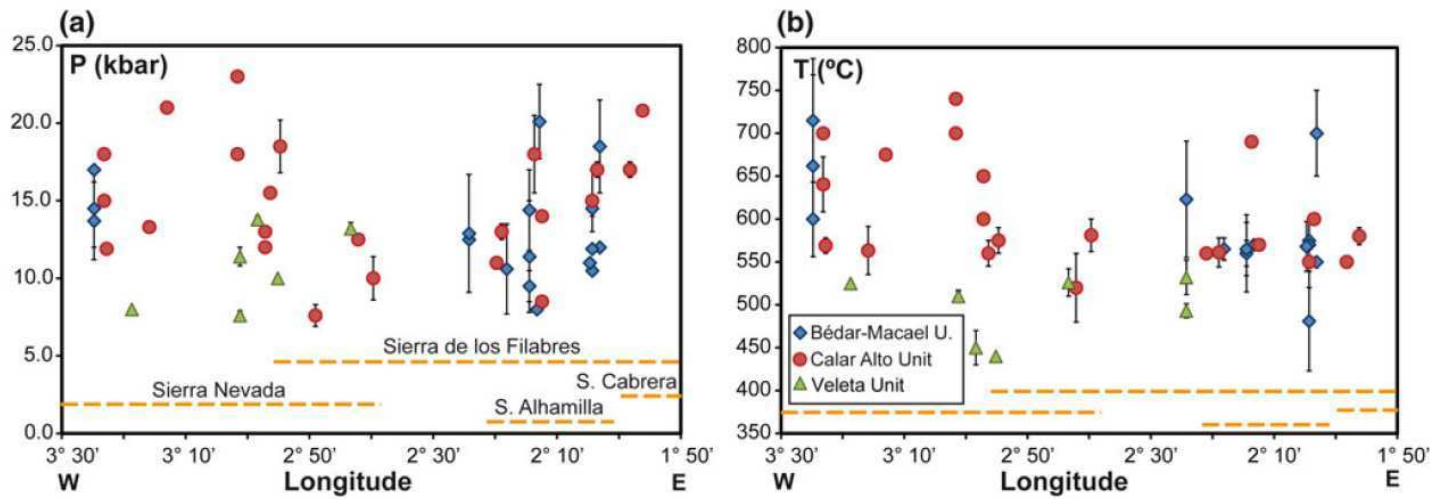 (a)
25.0
P (kbar)
20.0
15.0
10.0
5.0
0.0
Sierra de los Filabres
Sierra Nevada
S. Cabrera
S. Alhamilla
3 30' 3° 10' 2° 50' 2° 30' 2° 10' 1° 50'
W Longitude E
(b)
800
T (ºC)
750
700
650
600
550
500
450
400
350
Bédar-Macael U.
Calar Alto Unit
Veleta Unit
3° 30' 3° 10' 2° 50' 2° 30' 2° 10' 1° 50'
W Longitude E